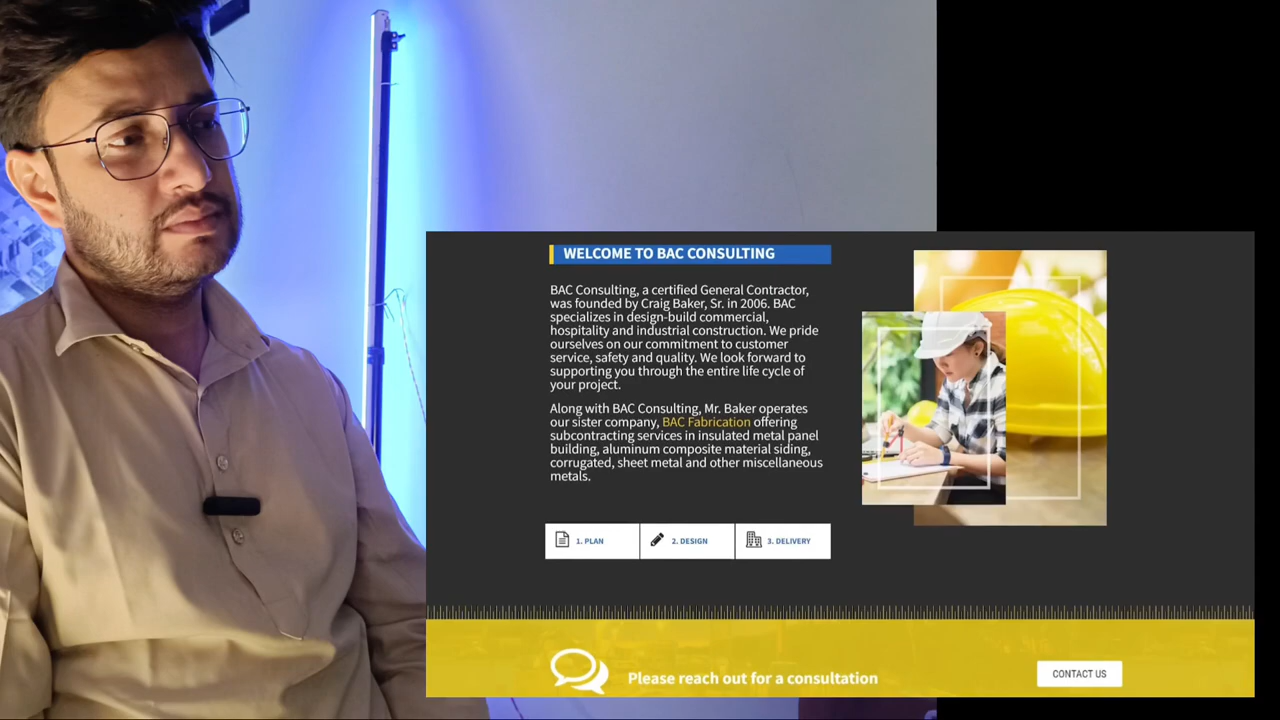 WELCOME TO BAC CONSULTING
BAC Consulting, a certified General Contractor,
was founded by Craig Baker, Sr. in 2006. BAC
specializes in design-build commercial,
hospitality and industrial construction. We pride
ourselves on our commitment to customer
service, safety and quality. We look forward to
supporting you through the entire life cycle of
your project.
Along with BAC Consulting, Mr. Baker operates
our sister company, BAC Fabrication offering
subcontracting services in insulated metal panel
building, aluminum composite material siding,
corrugated, sheet metal and other miscellaneous
metals.
1. PLAN
2. DESIGN
3. DELIVERY
Please reach out for a consultation
CONTACT US